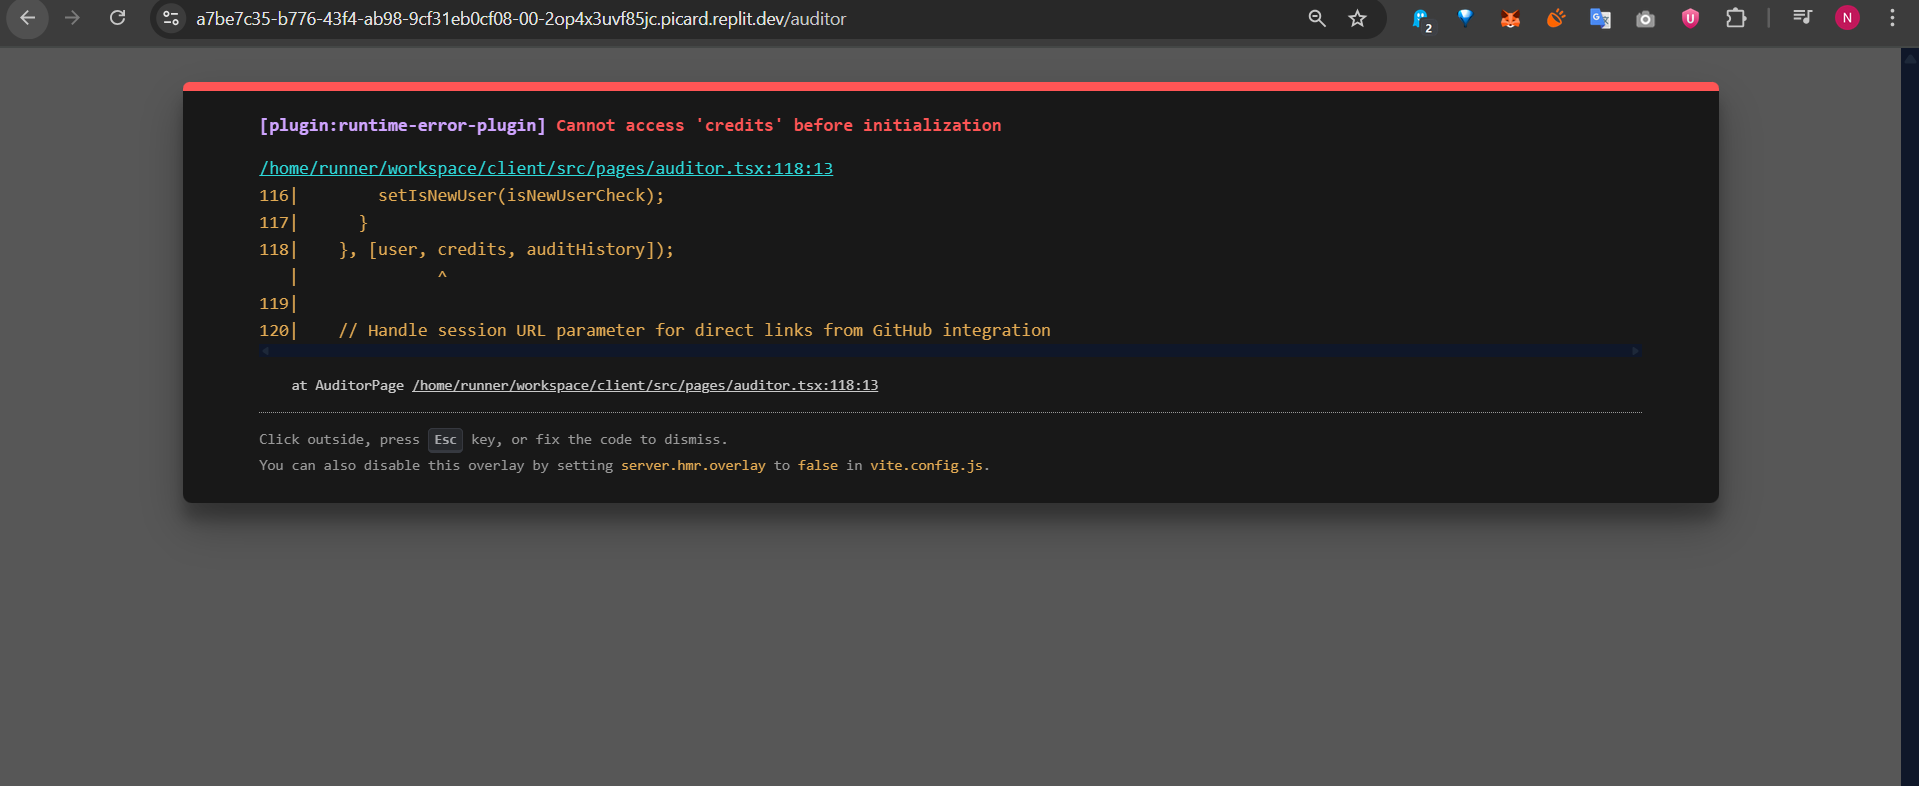 a7be7c35-b776-43f4-ab98-9cf31eb0cf08-00-2op4x3uvf85jc.picard.replit.dev/auditor
2
G
U
N
[plugin:runtime-error-plugin] Cannot access 'credits' before initialization
/home/runner/workspace/client/src/pages/auditor.tsx:118:13
116|        setIsNewUser(isNewUserCheck);
117|      }
118|    }, [user, credits, auditHistory]);
   |              ^
119|
120|    // Handle session URL parameter for direct links from GitHub integration
at AuditorPage /home/runner/workspace/client/src/pages/auditor.tsx:118:13
Click outside, press Esc key, or fix the code to dismiss.
You can also disable this overlay by setting server.hmr.overlay to false in vite.config.js.